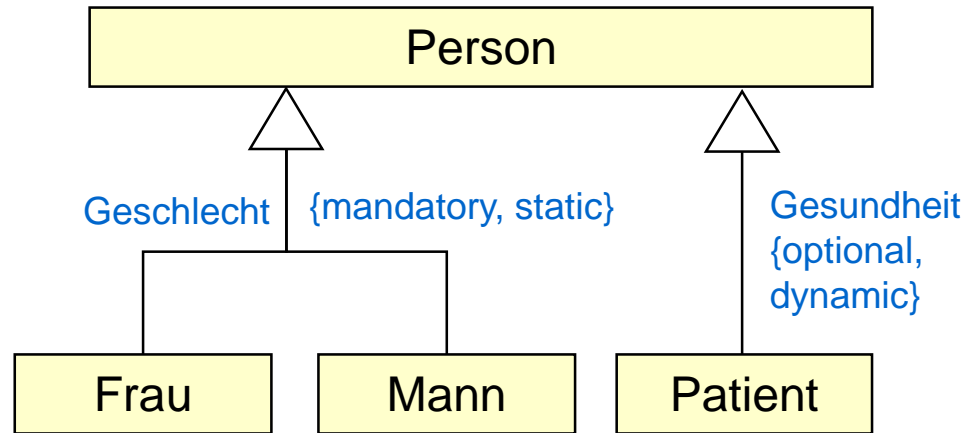 Person
Geschlecht
{mandatory, static}
Gesundheit
{optional,
dynamic}
Frau
Mann
Patient